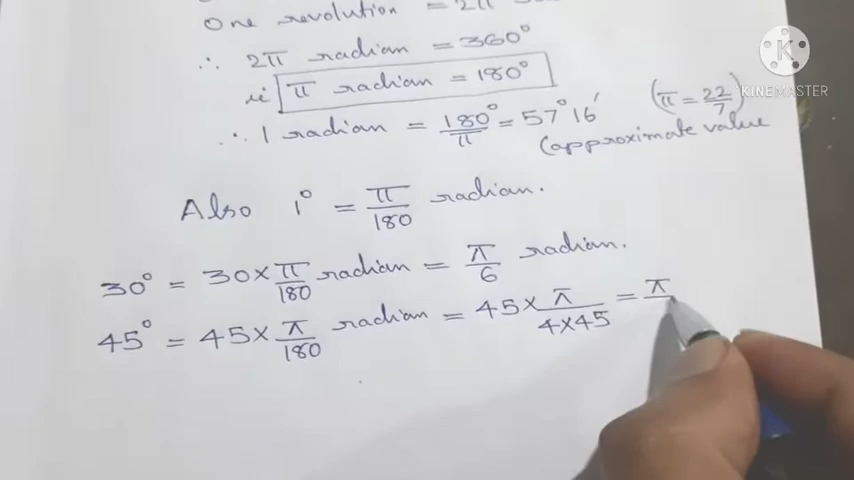 One revolution = 2π
∴ 2π radian = 360°
ie π radian = 180°
∴ 1 radian = 180°/π = 57°16' (π = 22/7)
(approximate value
Also 1° = π/180 radian.
30° = 30 × π/180 radian = π/6 radian.
45° = 45 × π/180 radian = 45 × π/4×45 = π
K
KINEMASTER